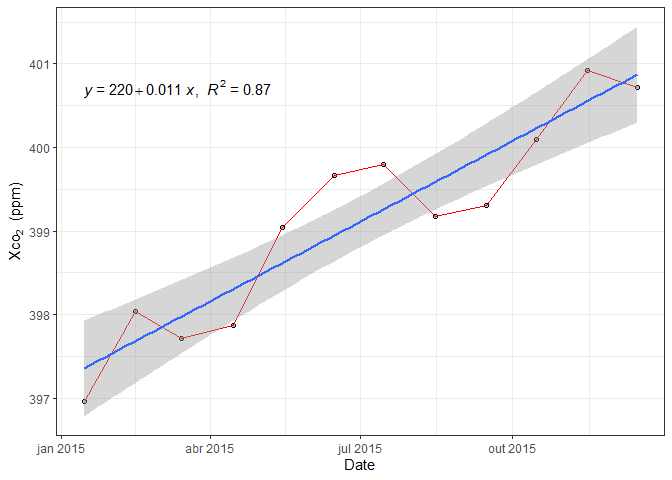 401
y = 220+0.011 x, R² = 0.87
400
399
398
397
Xco₂ (ppm)
jan 2015 abr 2015 jul 2015 out 2015
Date